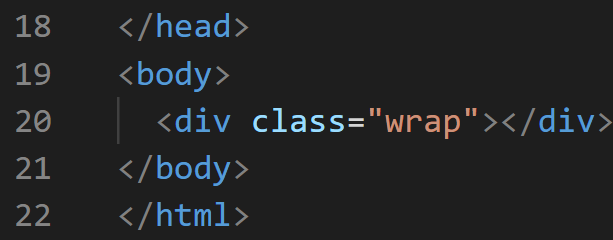 18 </head>
19 <body>
20 <div class="wrap"></div>
21 </body>
22 </html>